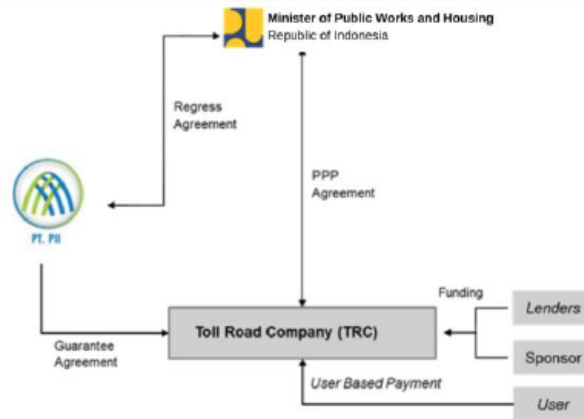 Minister of Public Works and Housing
Republic of Indonesia
Regress
Agreement
PPP
Agreement
PT. PII
Funding
Lenders
Toll Road Company (TRC)
Sponsor
Guarantee
Agreement
User Based Payment
User